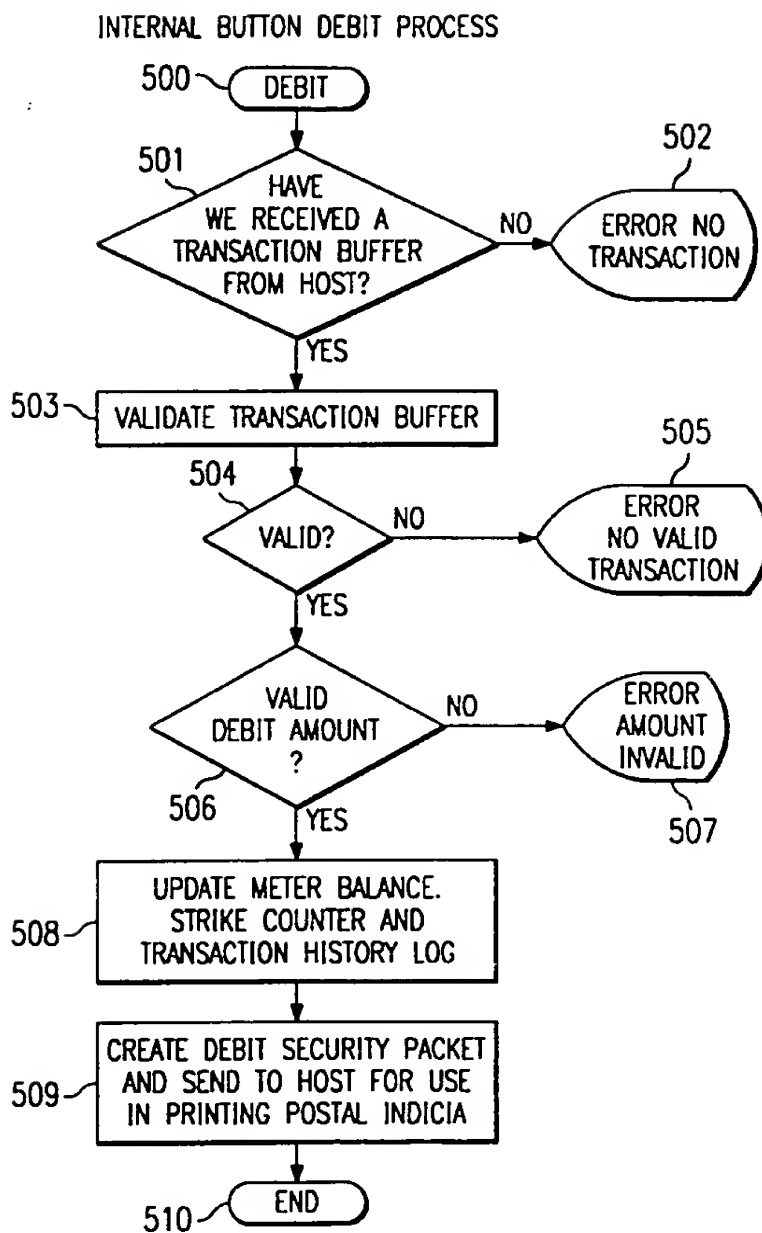 INTERNAL BUTTON DEBIT PROCESS
500
DEBIT
501
HAVE
WE RECEIVED A
TRANSACTION BUFFER
FROM HOST?
NO
502
ERROR NO
TRANSACTION
YES
503
VALIDATE TRANSACTION BUFFER
504
VALID?
NO
505
ERROR
NO VALID
TRANSACTION
YES
VALID
DEBIT AMOUNT
?
506
NO
ERROR
AMOUNT
INVALID
507
YES
508
UPDATE METER BALANCE.
STRIKE COUNTER AND
TRANSACTION HISTORY LOG
509
CREATE DEBIT SECURITY PACKET
AND SEND TO HOST FOR USE
IN PRINTING POSTAL INDICIA
510
END